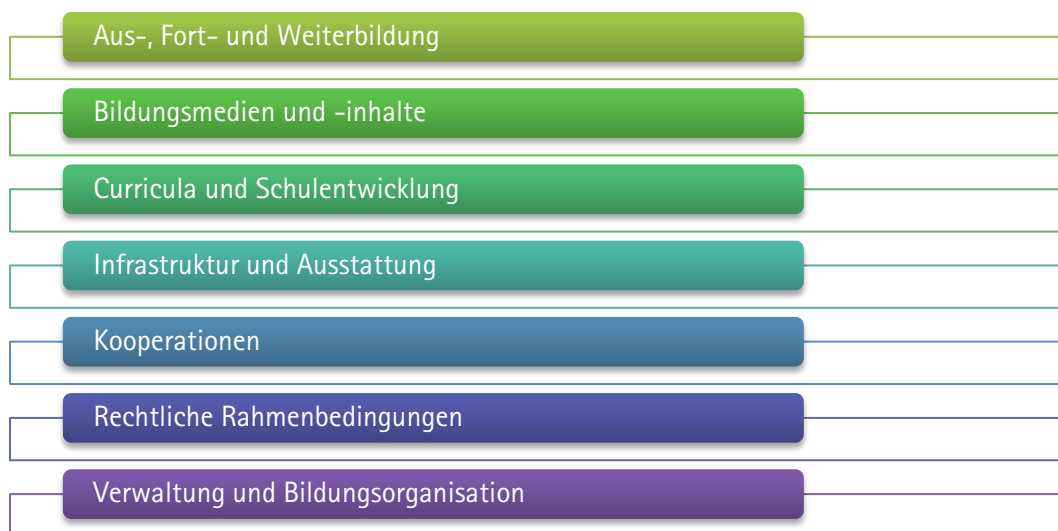 Aus-, Fort- und Weiterbildung
Bildungsmedien und -inhalte
Curricula und Schulentwicklung
Infrastruktur und Ausstattung
Kooperationen
Rechtliche Rahmenbedingungen
Verwaltung und Bildungsorganisation